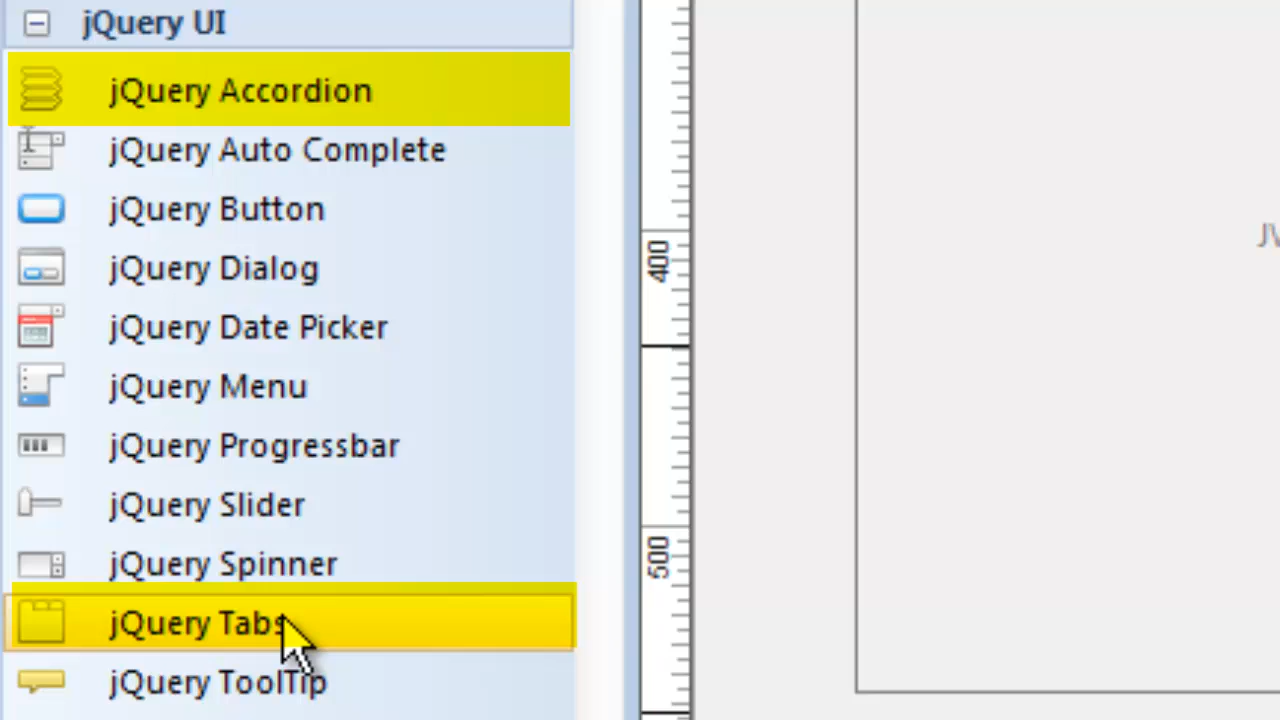 jQuery UI
jQuery Accordion
jQuery Auto Complete
jQuery Button
jQuery Dialog
jQuery Date Picker
jQuery Menu
jQuery Progressbar
jQuery Slider
jQuery Spinner
jQuery Tabs
jQuery ToolTip
400
500